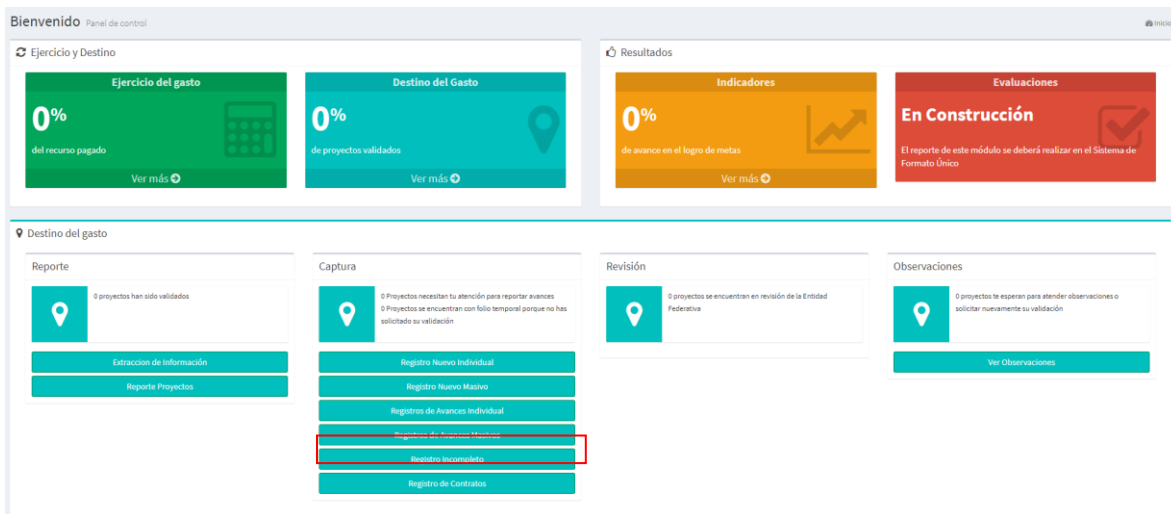 Bienvenido Panel de control
Inicio
Ejercicio y Destino
Ejercicio del gasto
0%
del recurso pagado
Ver más
Destino del Gasto
0%
de proyectos validados
Ver más
Resultados
Indicadores
0%
de avance en el logro de metas
Ver más
Evaluaciones
En Construcción
El reporte de este módulo se deberá realizar en el Sistema de
Formato Único
Destino del gasto
Reporte
0 proyectos han sido validados
Extraccion de Información
Reporte Proyectos
Captura
0 Proyectos necesitan tu atención para reportar avances
0 Proyectos se encuentran con folio temporal porque no has
solicitado su validación
Registro Nuevo Individual
Registro Nuevo Masivo
Registros de Avances Individual
Registros de Avances Masivos
Registro Incompleto
Registro de Contratos
Revisión
0 proyectos se encuentran en revisión de la Entidad
Federativa
Observaciones
0 proyectos te esperan para atender observaciones o
solicitar nuevamente su validación
Ver Observaciones